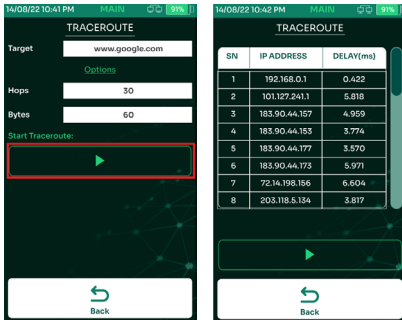 14/08/22 10:41 PM MAIN 91%
TRACEROUTE
Target www.google.com
Options
Hops 30
Bytes 60
Start Traceroute:
Back
14/08/22 10:42 PM MAIN 91%
TRACEROUTE
SN IP ADDRESS DELAY(ms)
1 192.168.0.1 0.422
2 101.127.241.1 5.818
3 183.90.44.157 4.959
4 183.90.44.153 3.774
5 183.90.44.177 3.570
6 183.90.44.173 5.971
7 72.14.198.156 6.604
8 203.118.5.134 3.817
Back